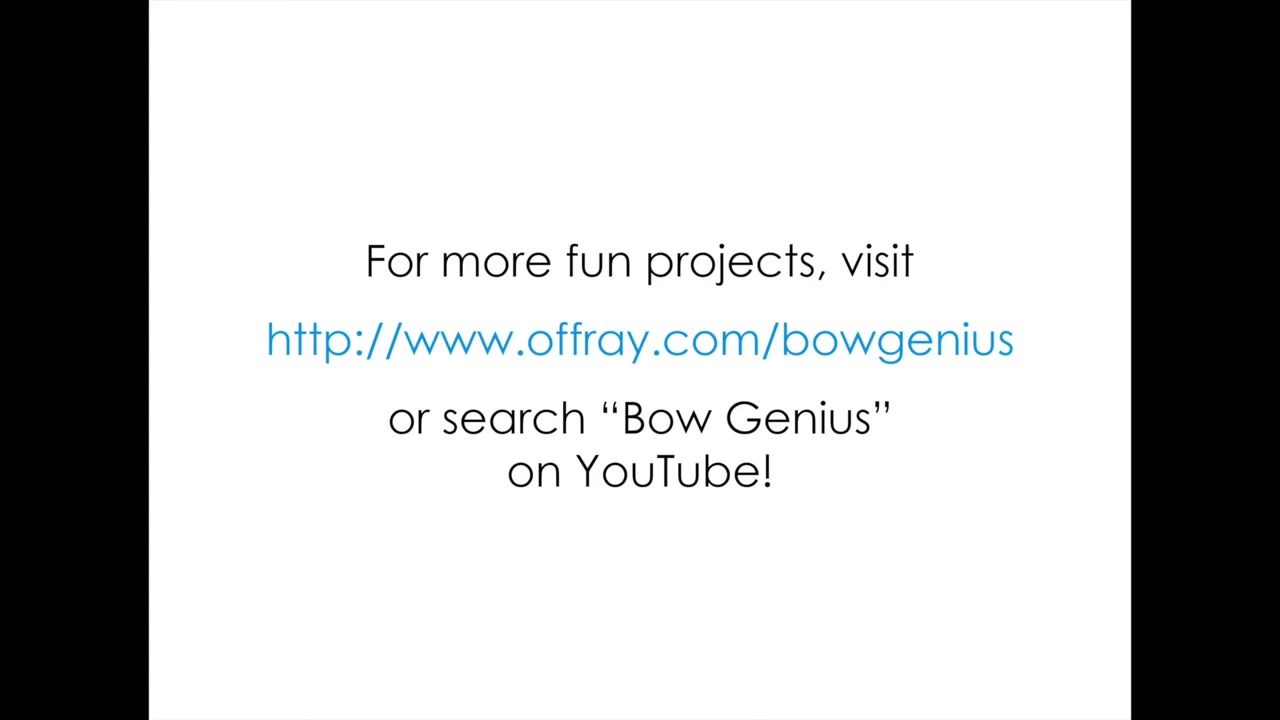 For more fun projects, visit
http://www.offray.com/bowgenius
or search “Bow Genius”
on YouTube!